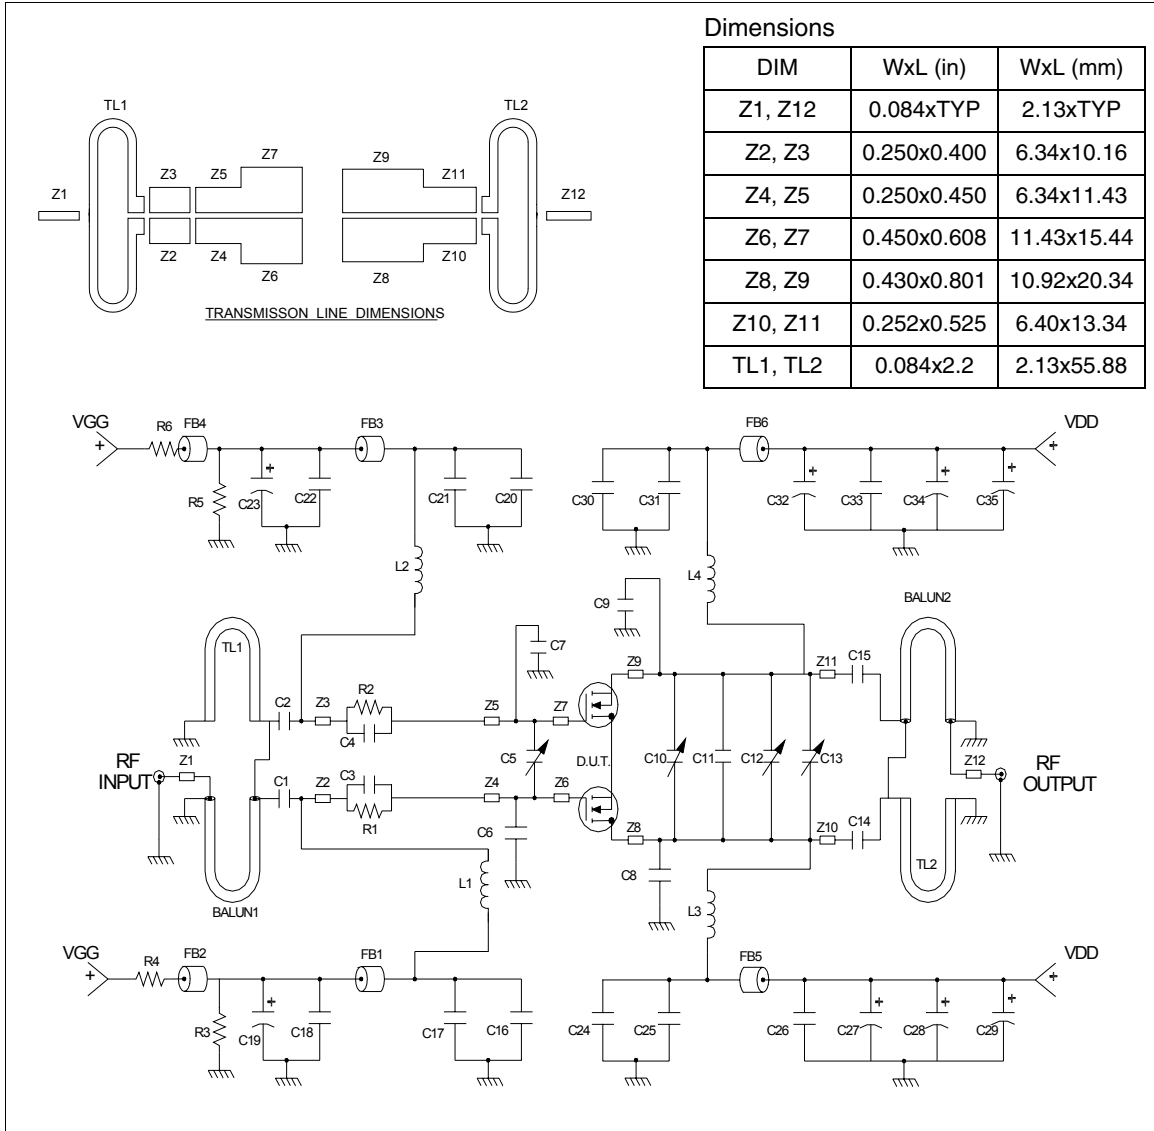 Dimensions
DIM WxL (in) WxL (mm)
Z1, Z12 0.084xTYP 2.13xTYP
Z2, Z3 0.250x0.400 6.34x10.16
Z4, Z5 0.250x0.450 6.34x11.43
Z6, Z7 0.450x0.608 11.43x15.44
Z8, Z9 0.430x0.801 10.92x20.34
Z10, Z11 0.252x0.525 6.40x13.34
TL1, TL2 0.084x2.2 2.13x55.88
TL1 TL2
Z7 Z9
Z3 Z5 Z11
Z1 Z12
Z2 Z4 Z10
Z6 Z8
TRANSMISSON LINE DIMENSIONS
VGG R6 FB4 FB3 FB6 VDD
+ + + + + +
R5 C23 C22 C21 C20 C30 C31 C32 C33 C34 C35
L2 L4
C9 BALUN2
TL1 C7
Z9 Z11 C15
C2 Z3 R2 Z5 Z7
C4
RF INPUT Z1 C5 D.U.T. C10 C11 C12 C13 Z12 RF OUTPUT
C1 Z2 C3 Z4 Z6
R1 C6 Z8 Z10 C14
C8 TL2
L1 L3
BALUN1
VGG R4 FB2 FB1 FB5 VDD
+ + + + + +
R3 C19 C18 C17 C16 C24 C25 C26 C27 C28 C29